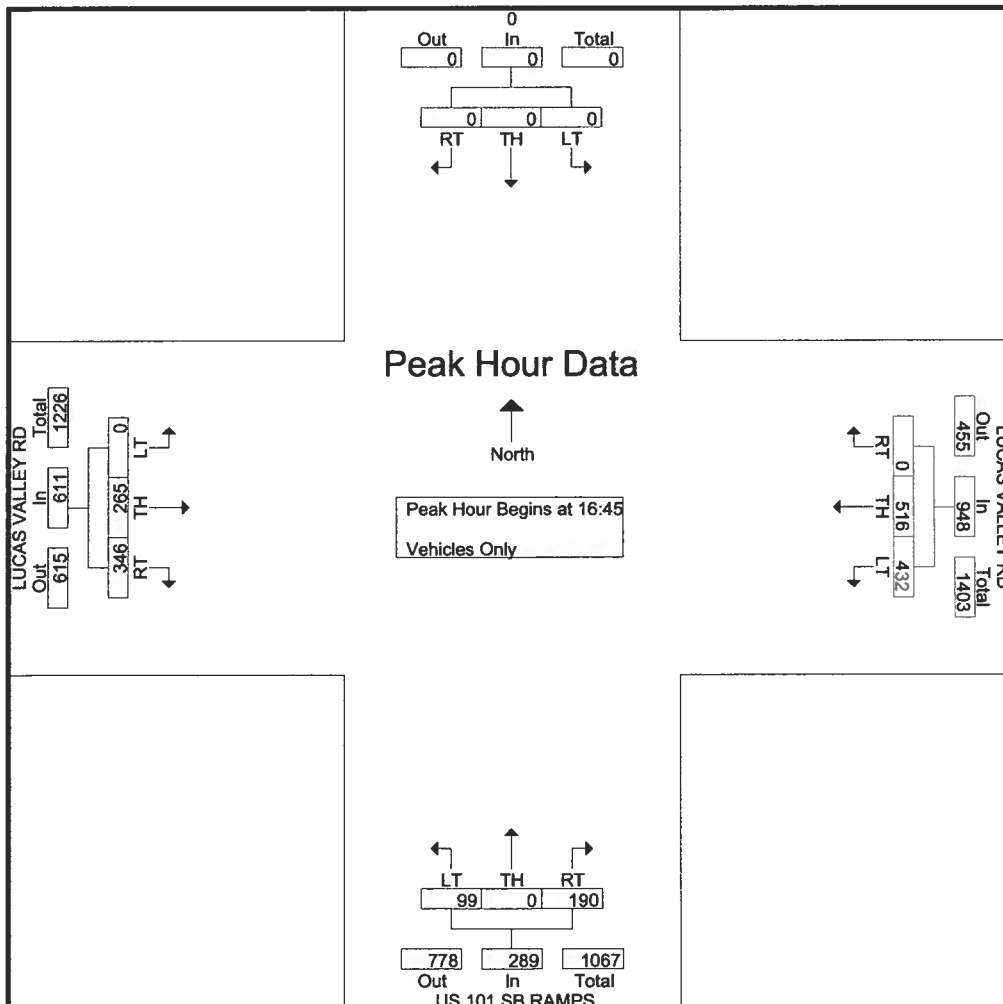 0
Out In Total
0 0 0
0 0 0
RT TH LT
Peak Hour Data
North
Peak Hour Begins at 16:45
Vehicles Only
LUCAS VALLEY RD
Out In Total
615 611 1226
RT TH LT
346 265 0
LUCAS VALLEY RD
Out In Total
455 948 1403
0 516 432
RT TH LT
LT TH RT
99 0 190
778 289 1067
Out In Total
US 101 SB RAMPS